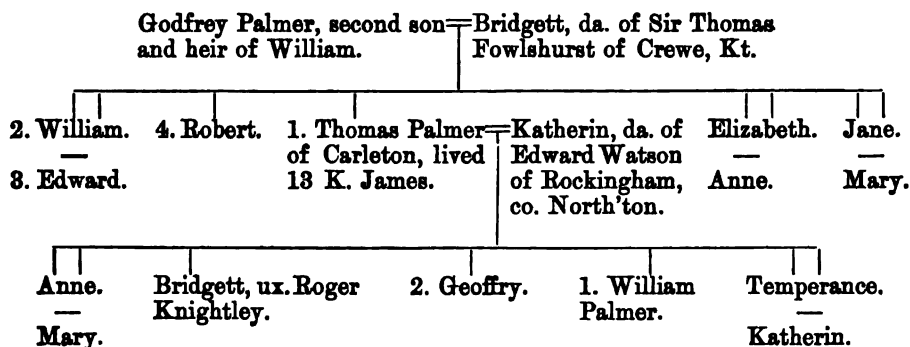 Godfrey Palmer, second son=Bridgett, da. of Sir Thomas
and heir of William. Fowlshurst of Crewe, Kt.
2. William. 4. Robert. 1. Thomas Palmer=Katherin, da. of Elizabeth. Jane.
of Carleton, lived Edward Watson
3. Edward. 13 K. James. of Rockingham, Anne. Mary.
co. North'ton.
Anne. Bridgett, ux. Roger 2. Geoffry. 1. William Temperance.
Knightley. Palmer.
Mary. Katherin.